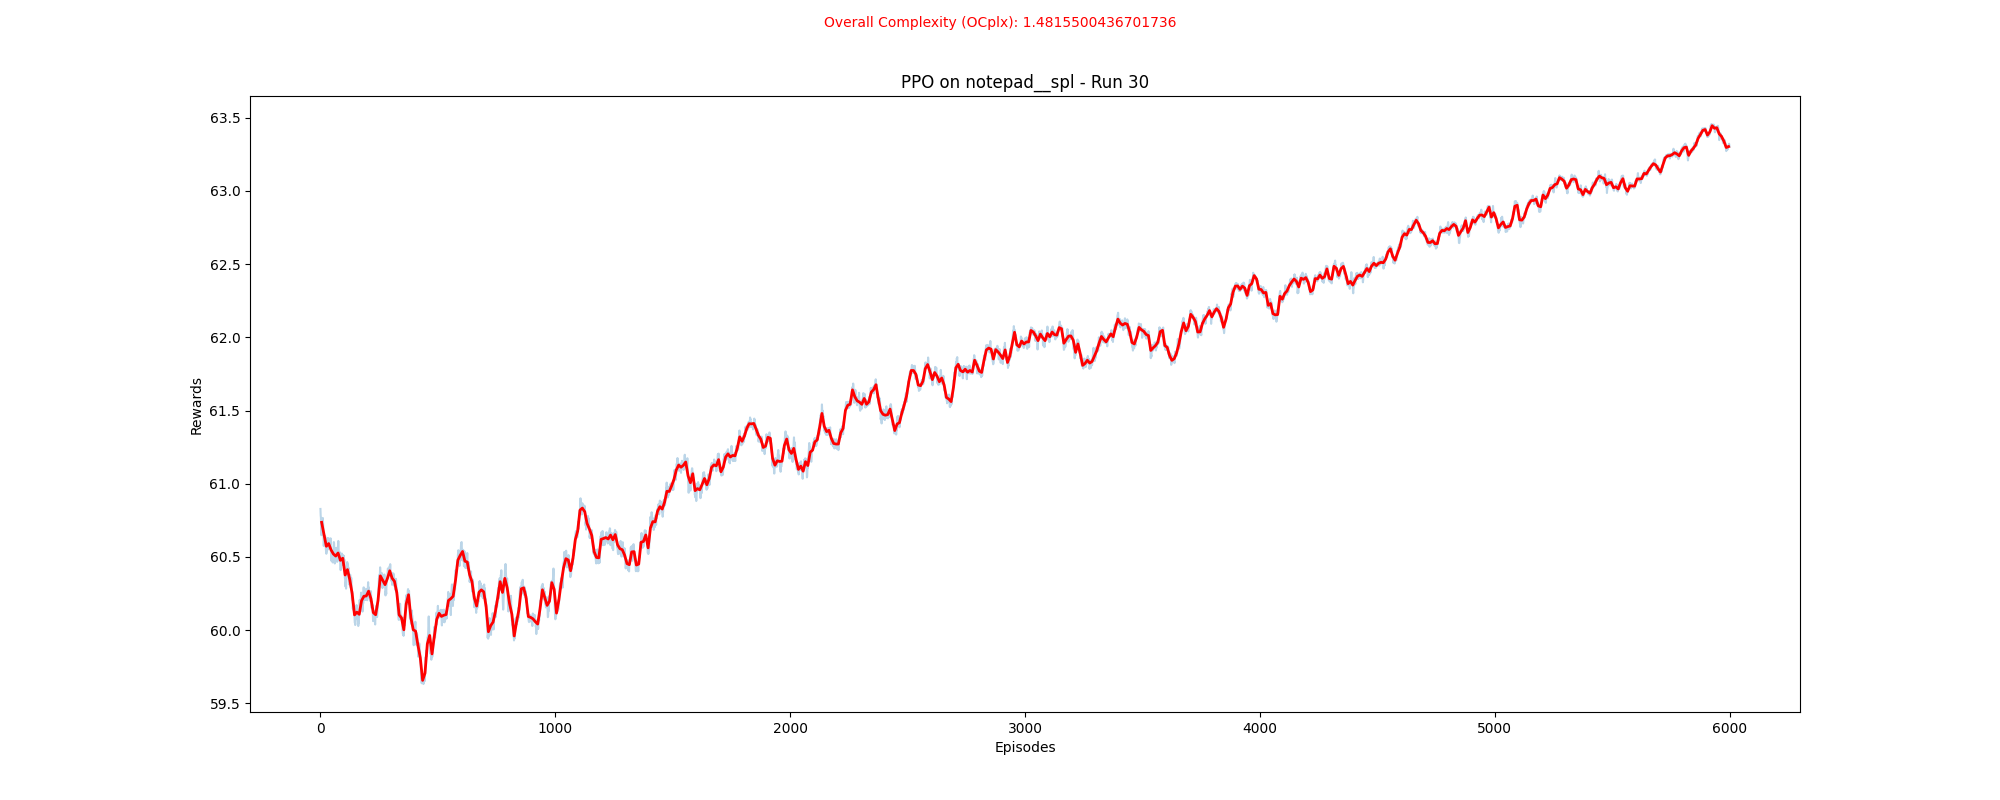 Overall Complexity (OCplx): 1.4815500436701736
PPO on notepad__spl - Run 30
63.5
63.0
62.5
62.0
61.5
61.0
60.5
60.0
59.5
Rewards
0 1000 2000 3000 4000 5000 6000
Episodes